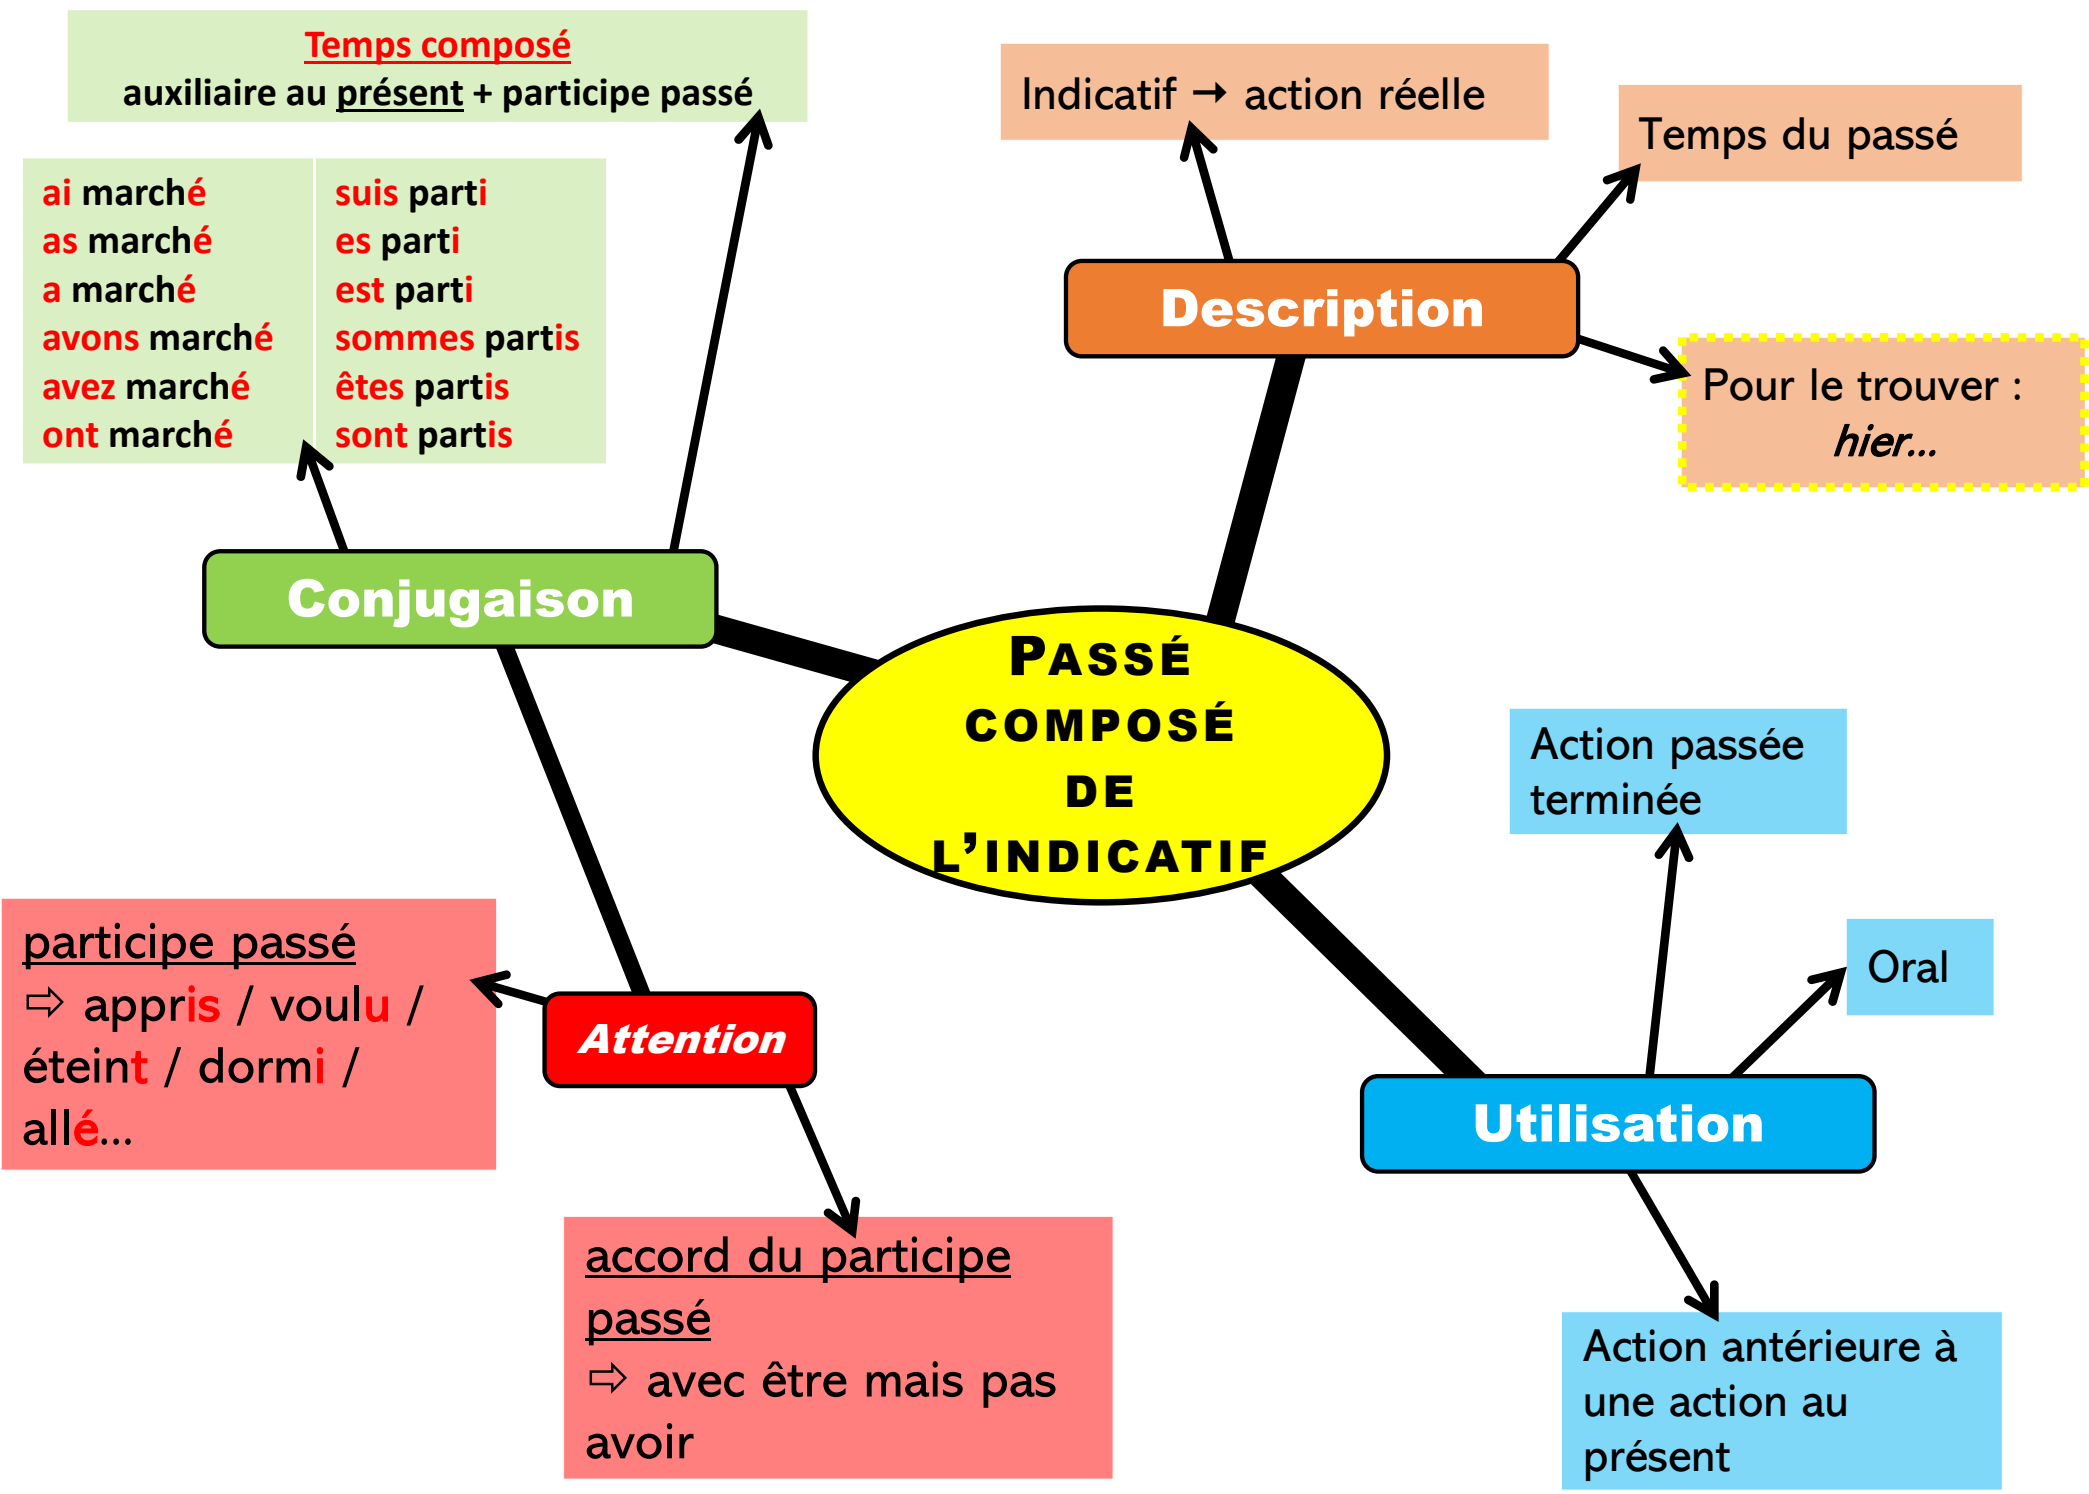 Temps composé
auxiliaire au présent + participe passé
ai marché
as marché
a marché
avons marché
avez marché
ont marché
suis parti
es parti
est parti
sommes partis
êtes partis
sont partis
Indicatif → action réelle
Temps du passé
Description
Pour le trouver :
hier...
Conjugaison
PASSÉ
COMPOSÉ
DE
L’INDICATIF
Action passée
terminée
Oral
Utilisation
Action antérieure à
une action au
présent
participe passé
⇨ appris / voulu /
éteint / dormi /
allé...
Attention
accord du participe
passé
⇨ avec être mais pas
avoir